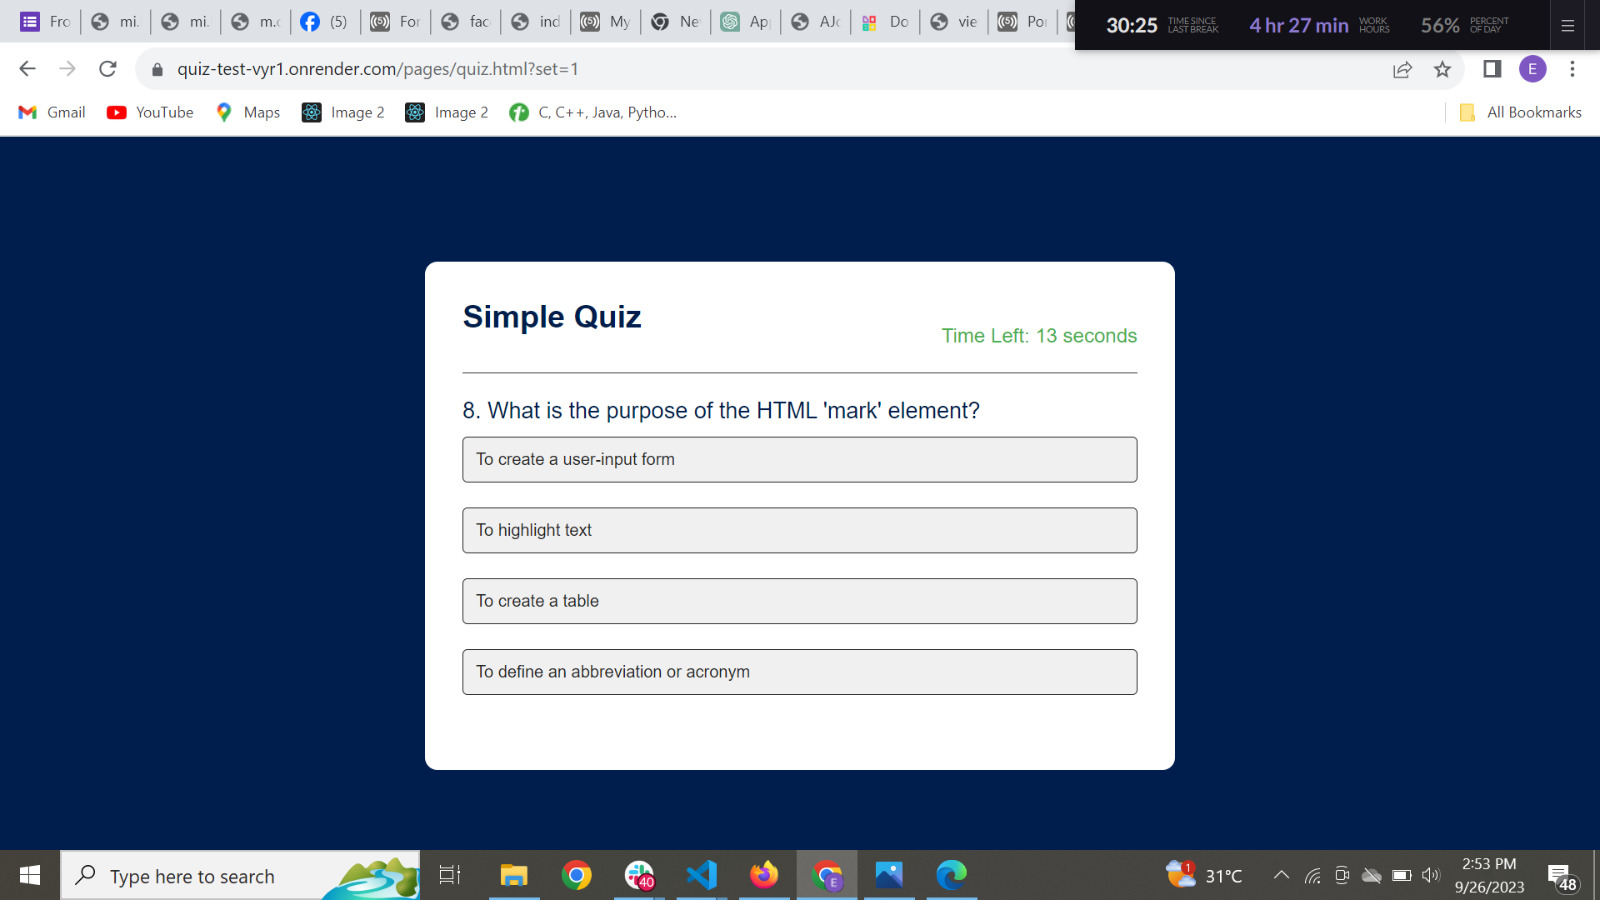 Fro
mi.
mi.
m.c
(5)
For
fac
ind
My
Ne
App
AJc
Do
vie
Por
30:25 TIME SINCE LAST BREAK
4 hr 27 min WORK HOURS
56% PERCENT OF DAY
quiz-test-vyr1.onrender.com/pages/quiz.html?set=1
E
Gmail
YouTube
Maps
Image 2
Image 2
C, C++, Java, Pytho...
All Bookmarks
Simple Quiz
Time Left: 13 seconds
8. What is the purpose of the HTML 'mark' element?
To create a user-input form
To highlight text
To create a table
To define an abbreviation or acronym
Type here to search
40
E
1
31°C
2:53 PM
9/26/2023
48